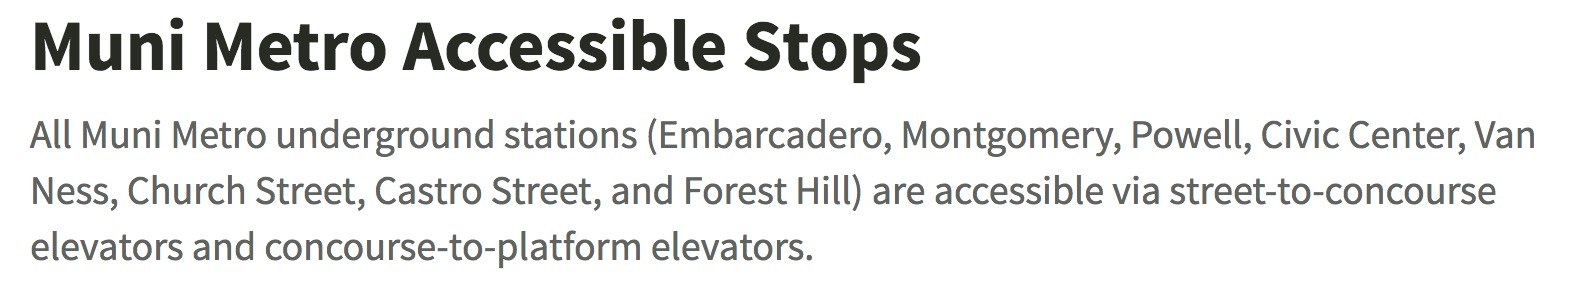 Muni Metro Accessible Stops
All Muni Metro underground stations (Embarcadero, Montgomery, Powell, Civic Center, Van
Ness, Church Street, Castro Street, and Forest Hill) are accessible via street-to-concourse
elevators and concourse-to-platform elevators.